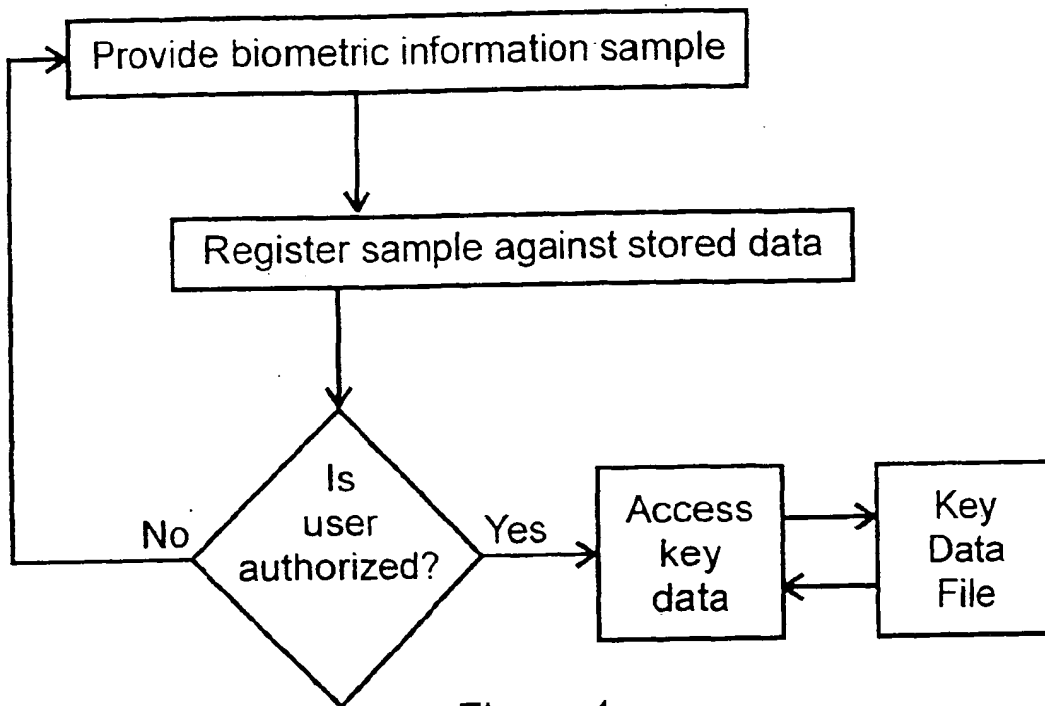 Provide biometric information sample
Register sample against stored data
Is
user
authorized?
No
Yes
Access
key
data
Key
Data
File